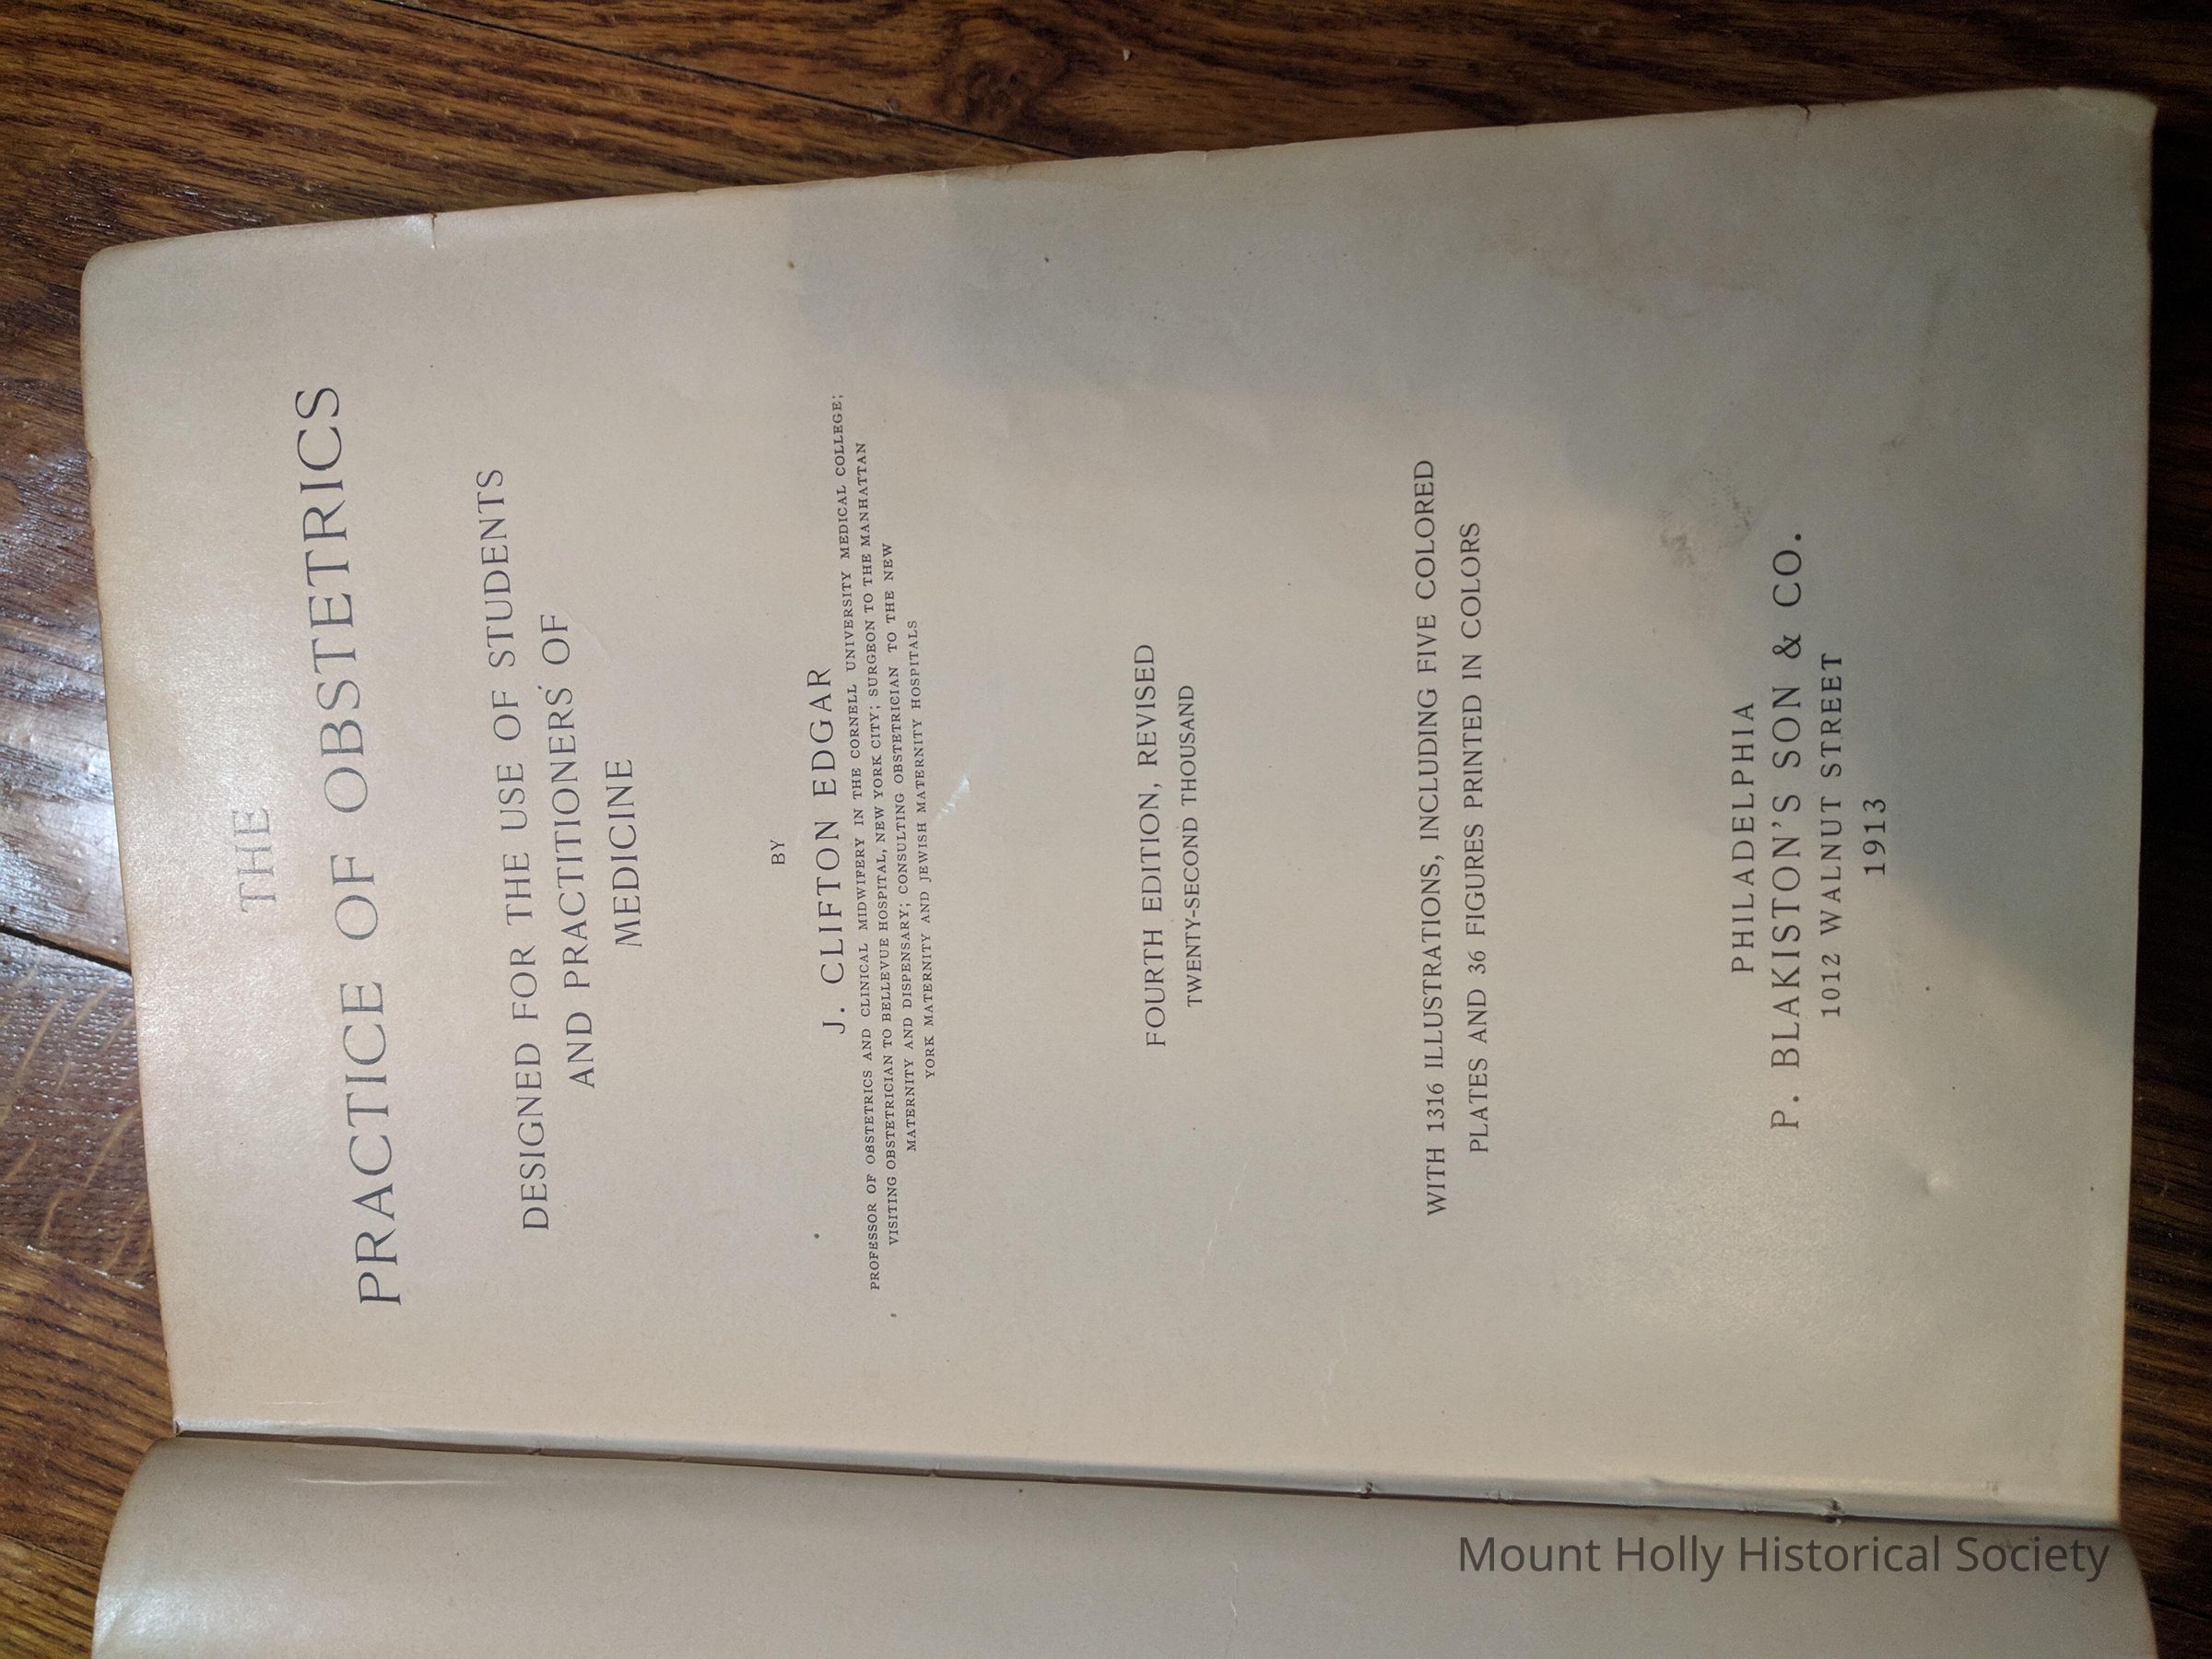 THE
PRACTICE OF OBSTETRICS
DESIGNED FOR THE USE OF STUDENTS
AND PRACTITIONERS OF
MEDICINE
BY
J. CLIFTON EDGAR
PROFESSOR OF OBSTETRICS AND CLINICAL MIDWIFERY IN THE CORNELL UNIVERSITY MEDICAL COLLEGE;
VISITING OBSTETRICIAN TO BELLEVUE HOSPITAL, NEW YORK CITY; SURGEON TO THE MANHATTAN
MATERNITY AND DISPENSARY; CONSULTING OBSTETRICIAN TO THE NEW
YORK MATERNITY AND JEWISH MATERNITY HOSPITALS
FOURTH EDITION, REVISED
TWENTY-SECOND THOUSAND
WITH 1316 ILLUSTRATIONS, INCLUDING FIVE COLORED
PLATES AND 36 FIGURES PRINTED IN COLORS
PHILADELPHIA
P. BLAKISTON'S SON & CO.
1012 WALNUT STREET
1913
Mount Holly Historical Society